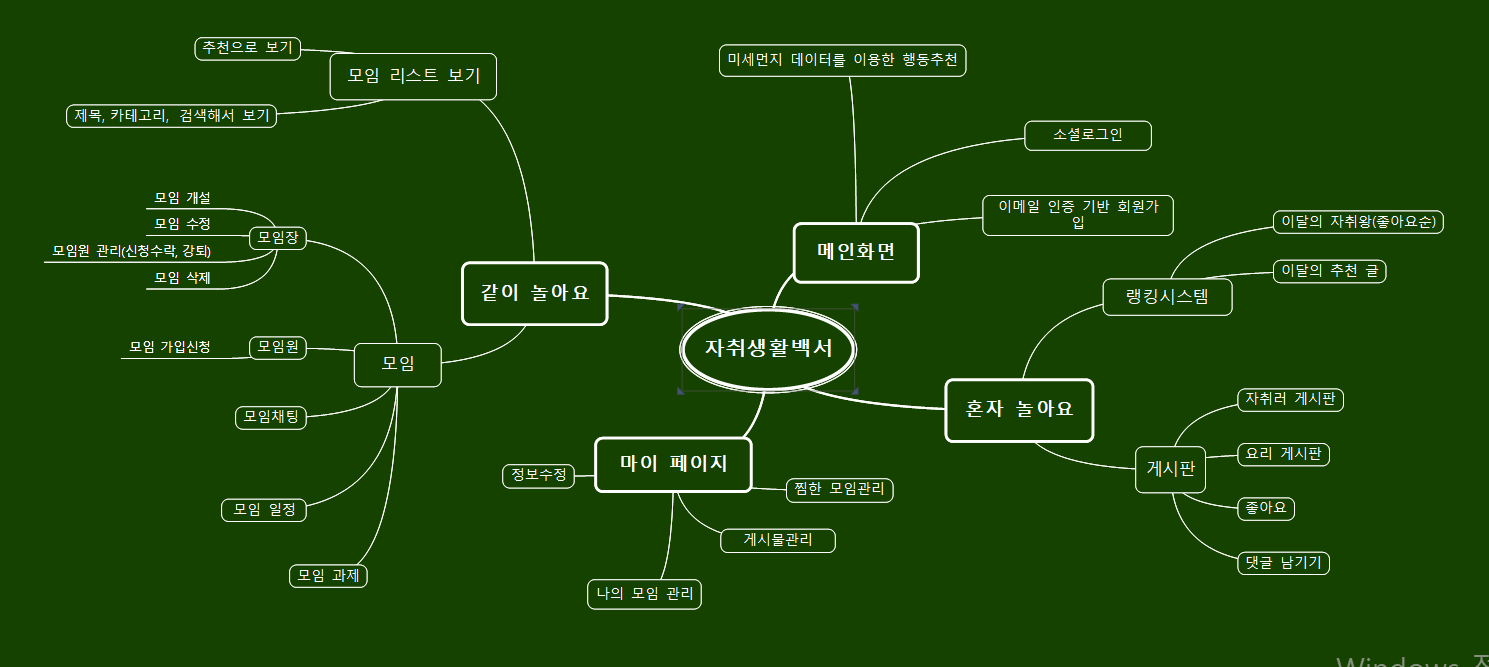 추천으로 보기
모임 리스트 보기
제목, 카테고리, 검색해서 보기
모임 개설
모임 수정
모임원 관리(신청수락, 강퇴)
모임 삭제
모임장
같이 놀아요
모임 가입신청
모임원
모임
모임채팅
모임 일정
모임 과제
미세먼지 데이터를 이용한 행동추천
소셜로그인
이메일 인증 기반 회원가
입
메인화면
자취생활백서
이달의 자취왕(좋아요순)
이달의 추천 글
랭킹시스템
혼자 놀아요
자취러 게시판
요리 게시판
게시판
좋아요
댓글 남기기
마이 페이지
정보수정
찜한 모임관리
게시물관리
나의 모임 관리
Windows